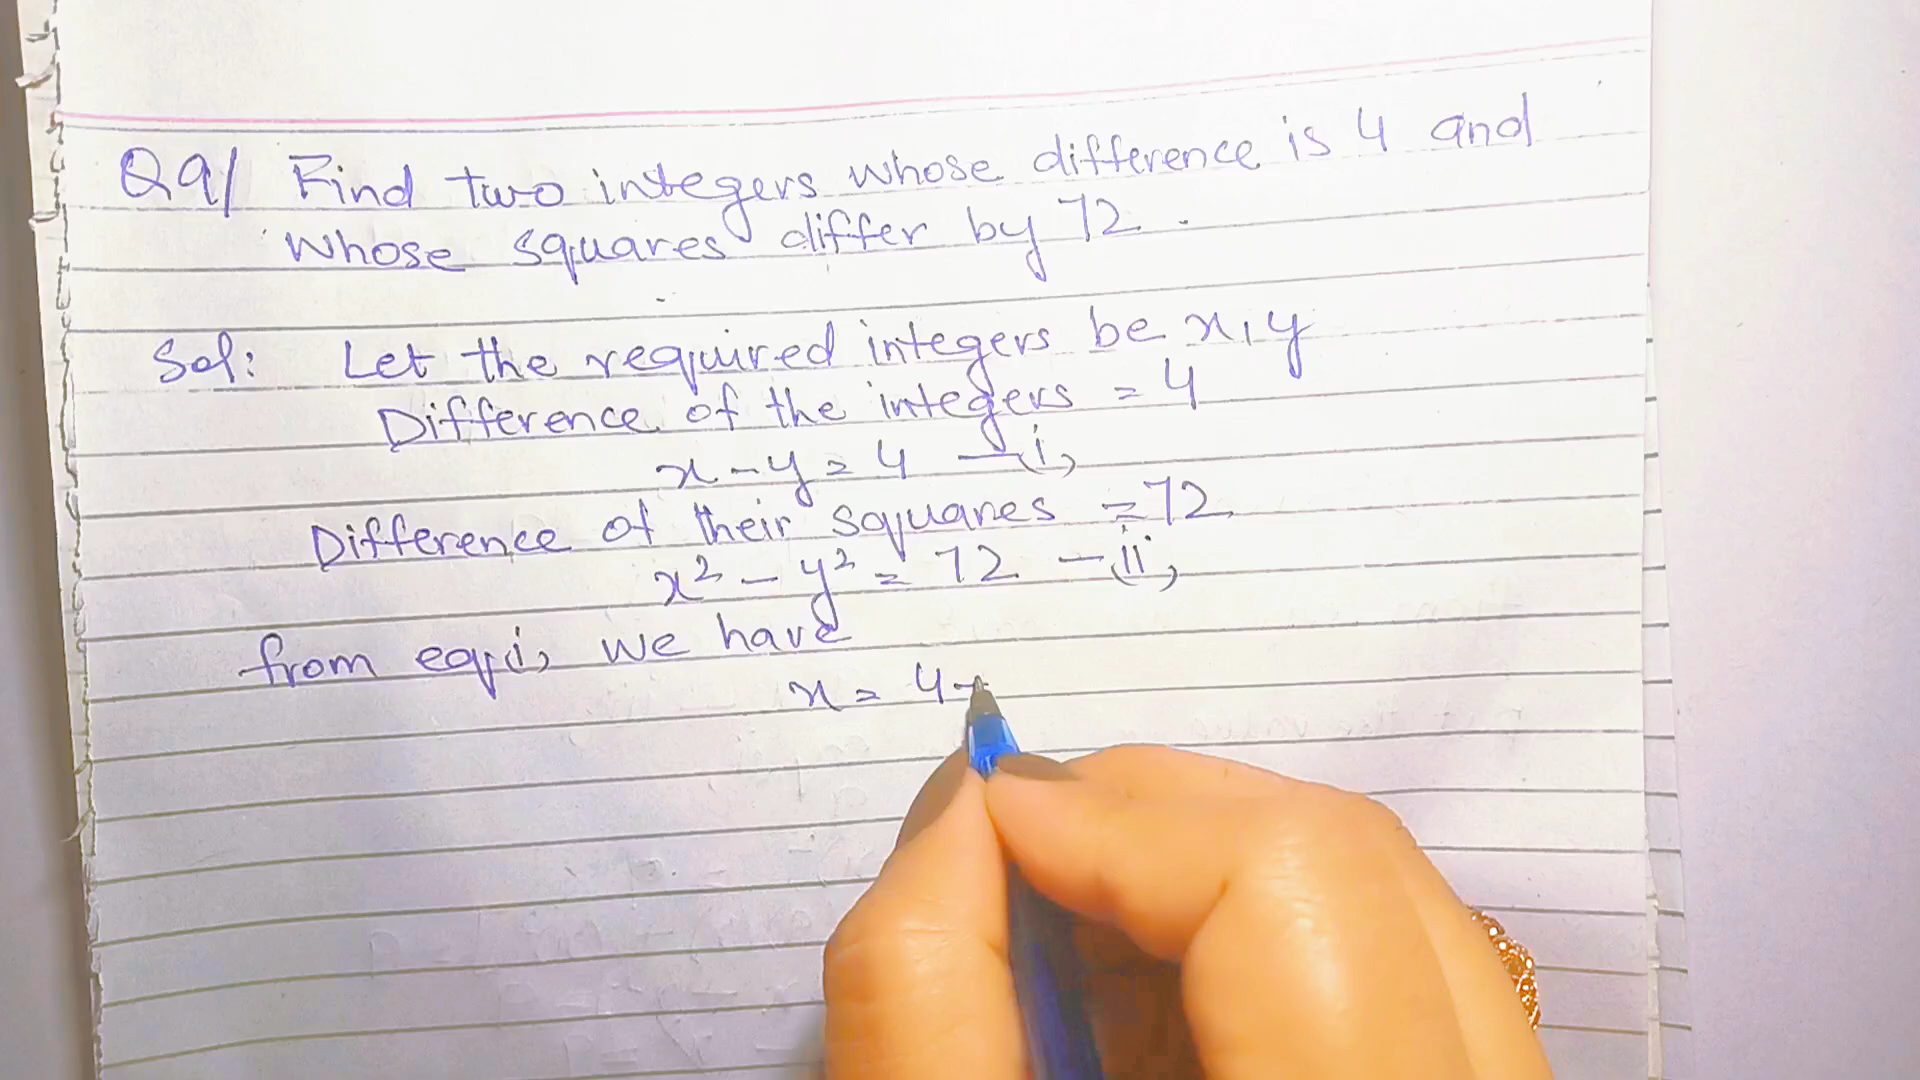 Q9/ Find two integers whose difference is 4 and
whose squares differ by 72.
Sol: Let the required integers be x, y
Difference of the integers = 4
x - y = 4 —(i)
Difference of their squares = 72
x² - y² = 72 —(ii)
from eq(i), we have
x = 4+